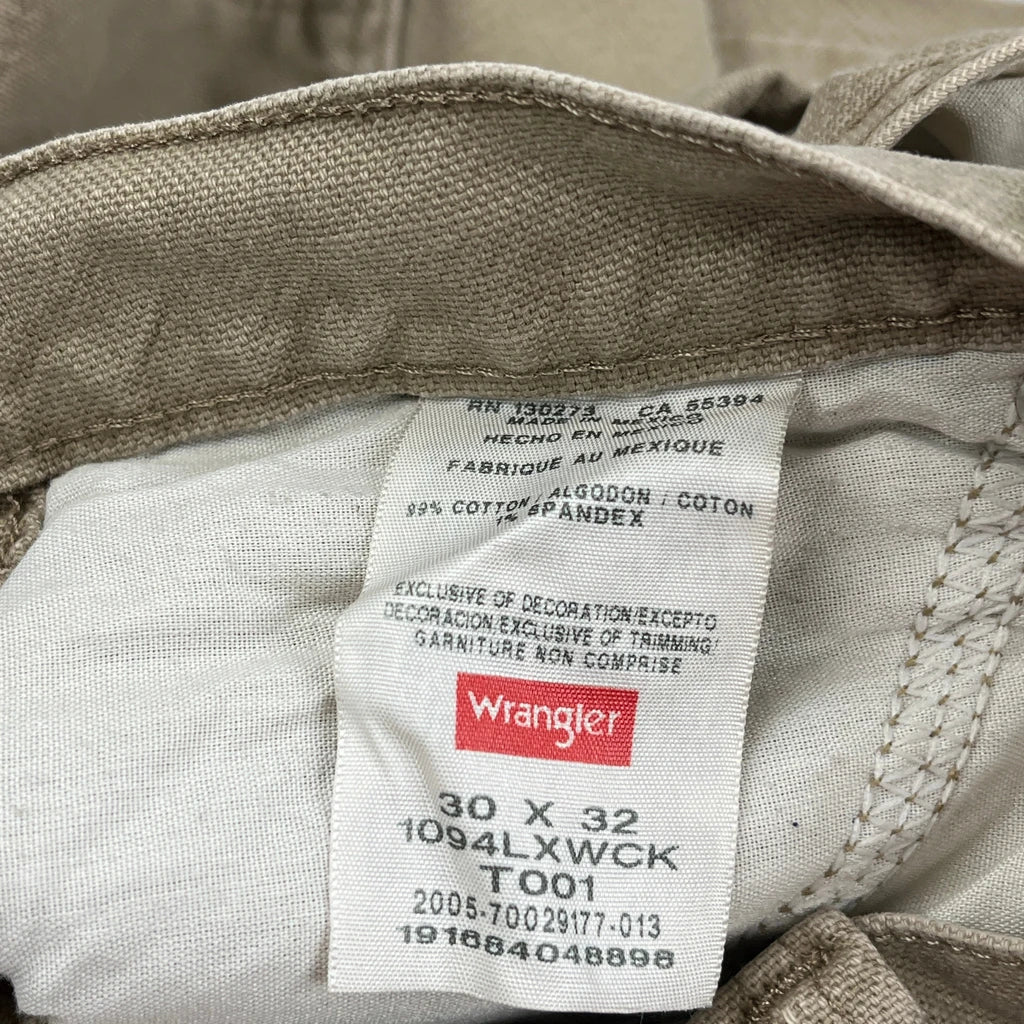 RN 130273 CA 55394
MADE IN MEXICO
HECHO EN MEXICO
FABRIQUE AU MEXIQUE
99% COTTON / ALGODON / COTON
1% SPANDEX
EXCLUSIVE OF DECORATION/EXCEPTO
DECORACION EXCLUSIVE OF TRIMMING/
GARNITURE NON COMPRISE
Wrangler
30 X 32
1094LXWCK
T001
2005-70029177-013
191684048898